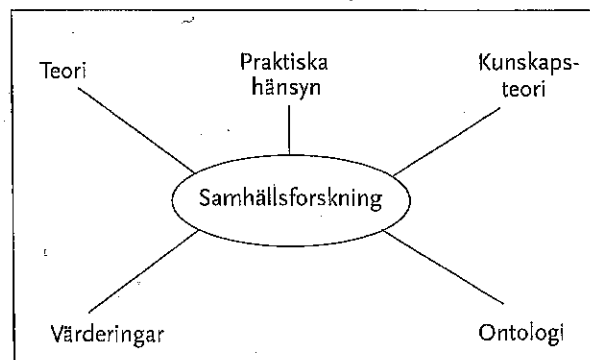 Teori
Praktiska
hänsyn
Kunskaps-
teori
Samhällsforskning
Värderingar
Ontologi